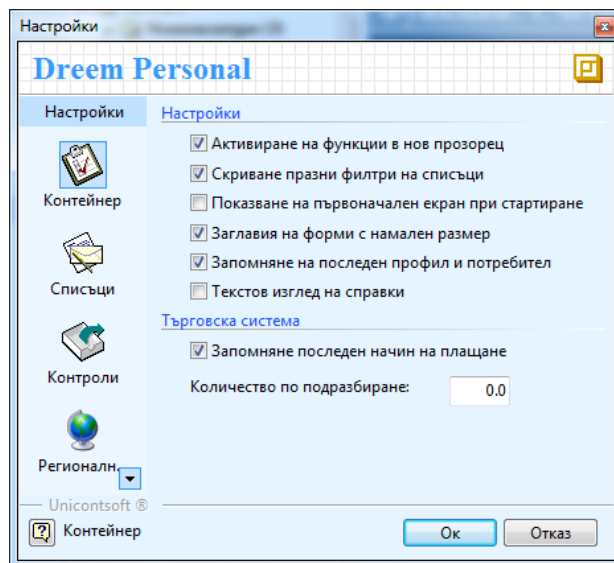 Настройки
Dreem Personal
Настройки
Контейнер
Списъци
Контроли
Регионалн.
Настройки
Активиране на функции в нов прозорец
Скриване празни филтри на списъци
Показване на първоначален екран при стартиране
Заглавия на форми с намален размер
Запомняне на последен профил и потребител
Текстов изглед на справки
Търговска система
Запомняне последен начин на плащане
Количество по подразбиране: 0.0
Unicontsoft ®
Контейнер
Ок
Отказ